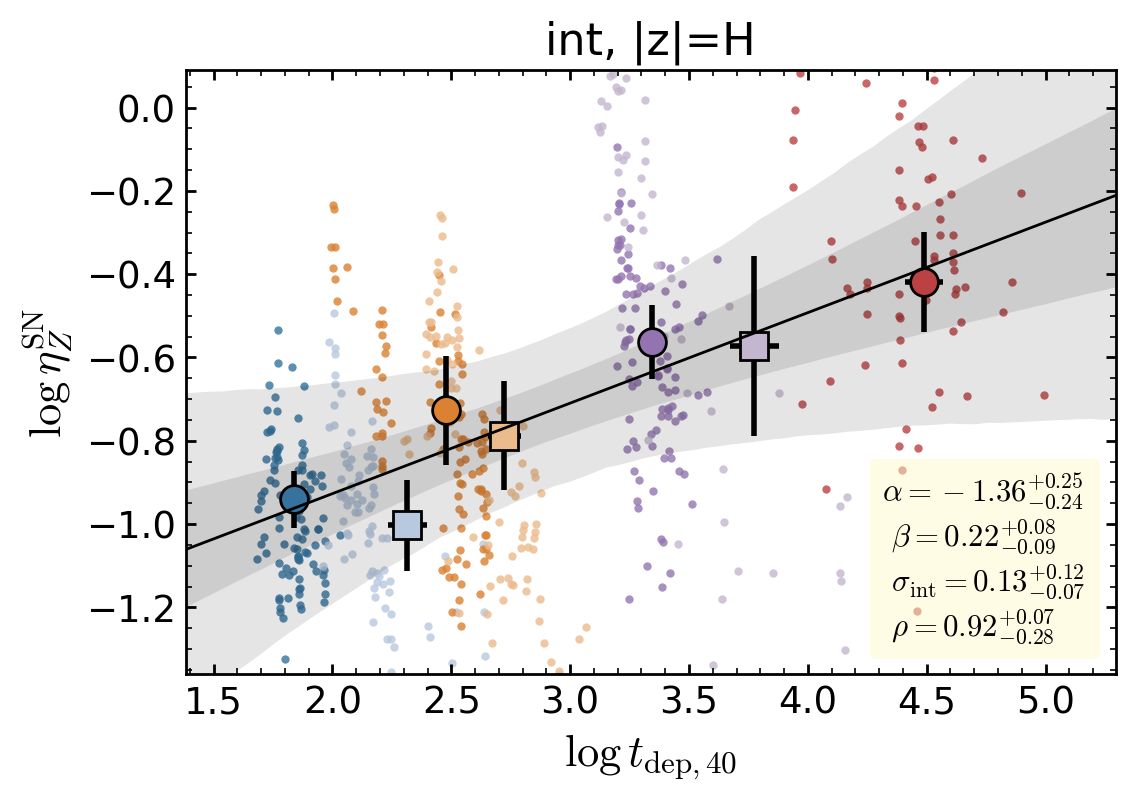 int, |z|=H
log η_Z^SN
0.0
−0.2
−0.4
−0.6
−0.8
−1.0
−1.2
α = −1.36^{+0.25}_{−0.24}
β = 0.22^{+0.08}_{−0.09}
σ_int = 0.13^{+0.12}_{−0.07}
ρ = 0.92^{+0.07}_{−0.28}
1.5 2.0 2.5 3.0 3.5 4.0 4.5 5.0
log t_{dep, 40}